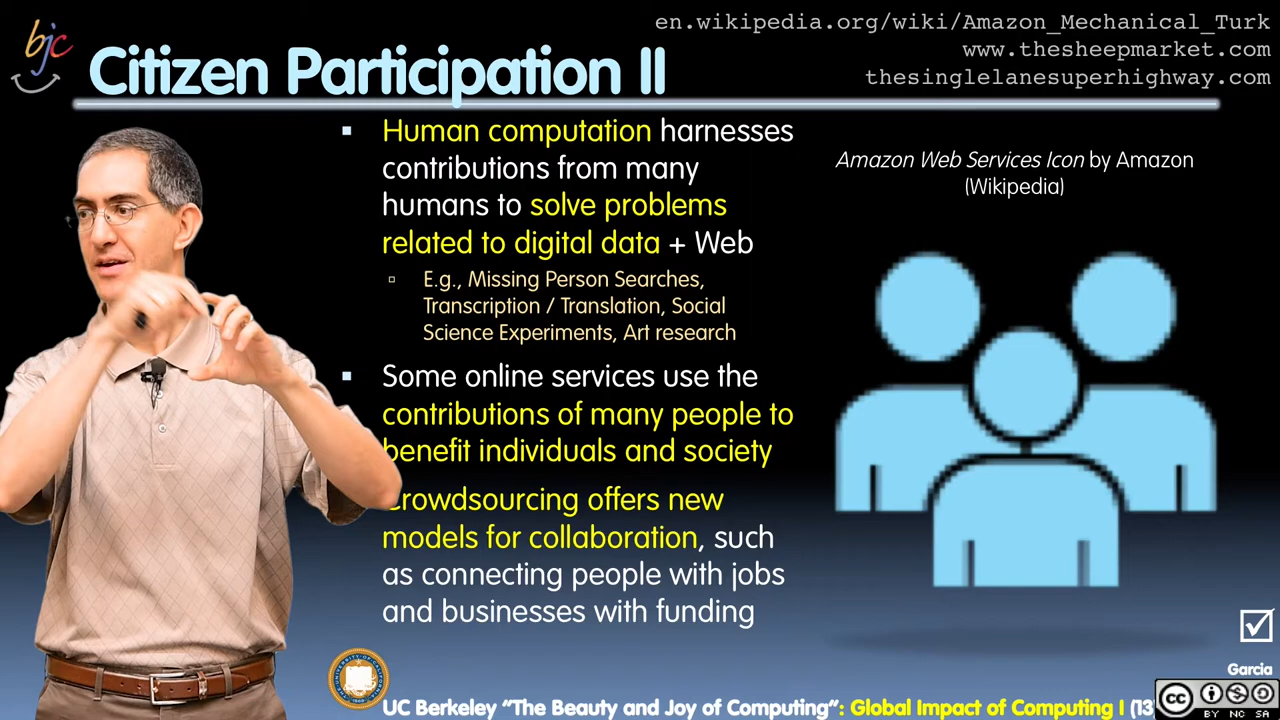 bjc
en.wikipedia.org/wiki/Amazon_Mechanical_Turk
www.thesheepmarket.com
thesinglelanesuperhighway.com
Citizen Participation II
Human computation harnesses
contributions from many
humans to solve problems
related to digital data + Web
E.g., Missing Person Searches,
Transcription / Translation, Social
Science Experiments, Art research
Some online services use the
contributions of many people to
benefit individuals and society
Crowdsourcing offers new
models for collaboration, such
as connecting people with jobs
and businesses with funding
Amazon Web Services Icon by Amazon
(Wikipedia)
Garcia
UC Berkeley “The Beauty and Joy of Computing”: Global Impact of Computing I (13)
cc
BY NC SA